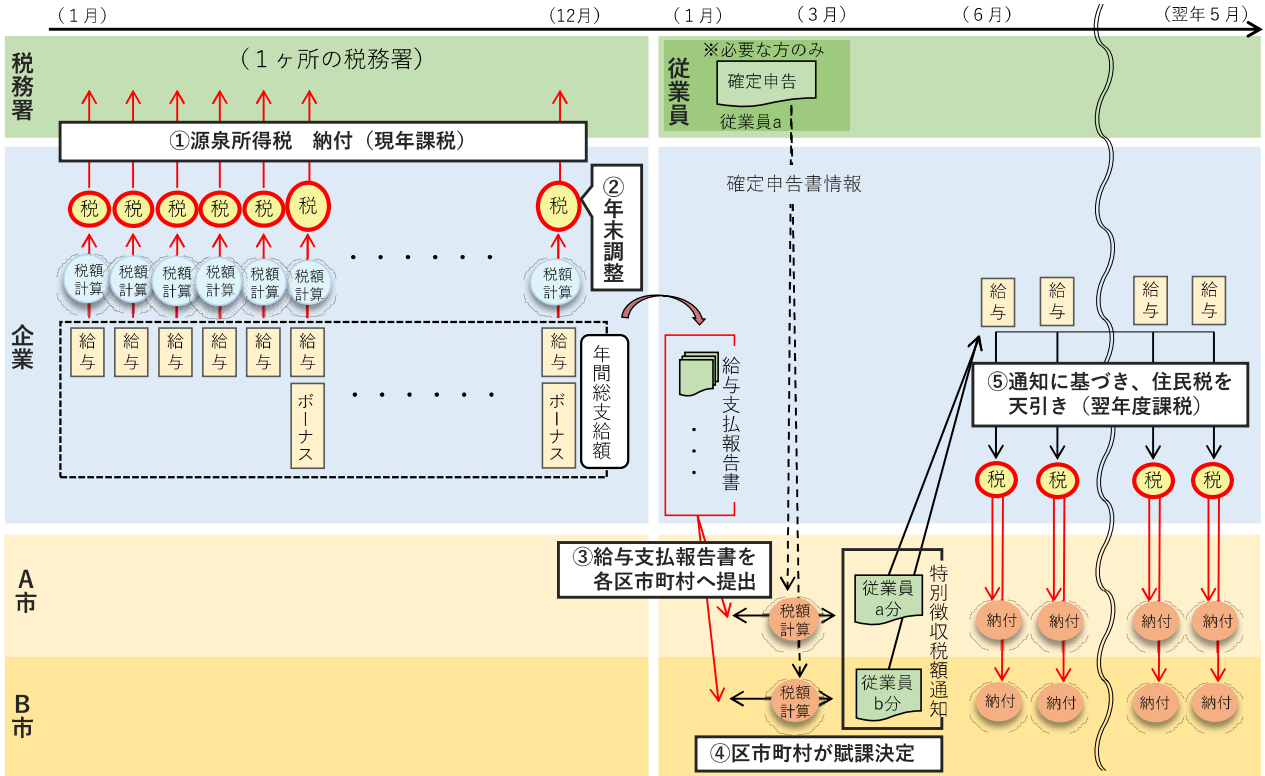 （１月）
（12月）
（１月）
（３月）
（６月）
（翌年５月）
税務署
（１ヶ所の税務署）
従業員
※必要な方のみ
確定申告
従業員a
①源泉所得税　納付（現年課税）
確定申告書情報
企業
税
税
税
税
税
税
税
②年末調整
税額
計算
税額
計算
税額
計算
税額
計算
税額
計算
税額
計算
・・・・・・
税額
計算
給与
給与
給与
給与
給与
給与
ボーナス
・・・・・・
給与
ボーナス
年間総支給額
給与支払報告書
・・・
給与
給与
給与
給与
⑤通知に基づき、住民税を
天引き（翌年度課税）
税
税
税
税
③給与支払報告書を
各区市町村へ提出
A市
税額
計算
従業員
a分
特別徴収税額通知
納付
納付
納付
納付
B市
税額
計算
従業員
b分
納付
納付
納付
納付
④区市町村が賦課決定